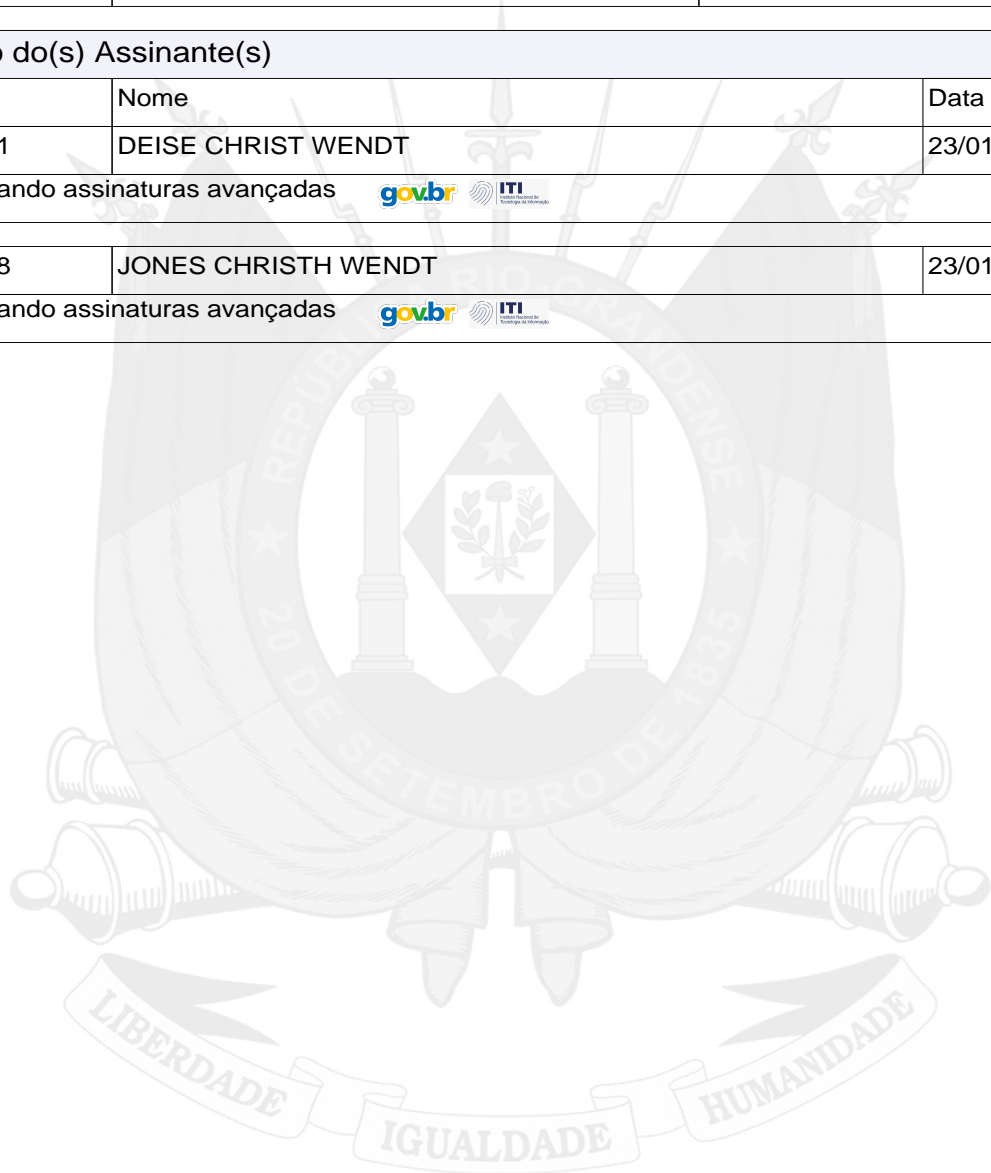 o do(s) Assinante(s)
Nome Data
1 DEISE CHRIST WENDT 23/01
ando assinaturas avançadas gov.br ITI
8 JONES CHRISTH WENDT 23/01
ando assinaturas avançadas gov.br ITI
REPÚBLICA RIO-GRANDENSE
20 DE SETEMBRO DE 1835
LIBERDADE IGUALDADE HUMANIDADE